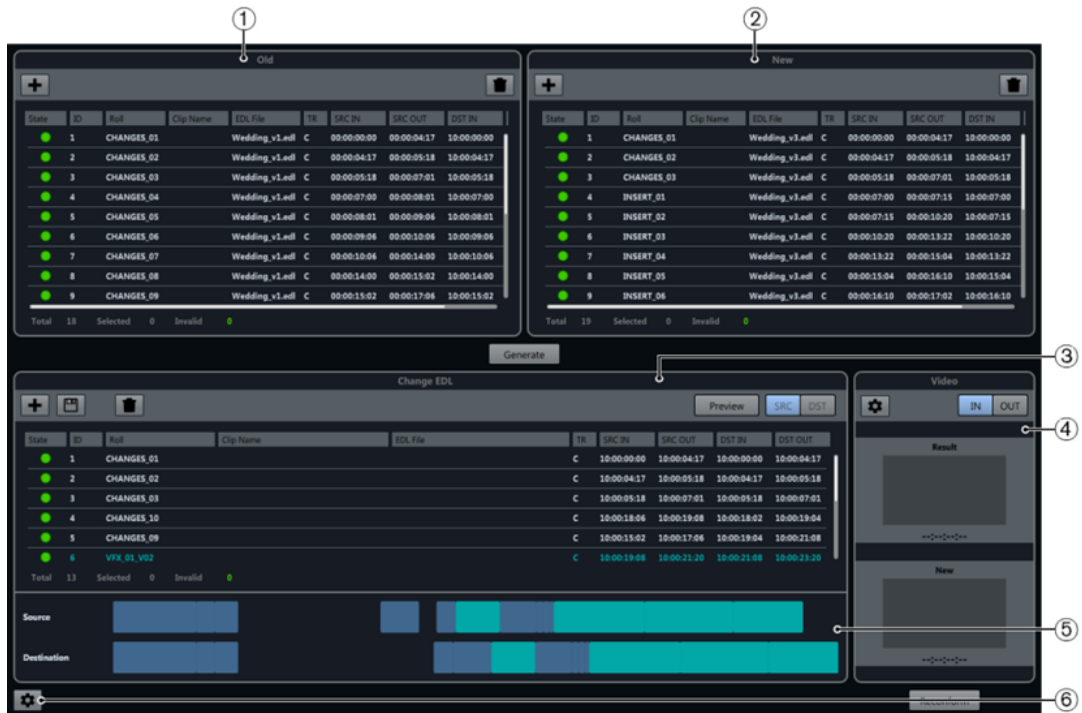 ① ②
Old
State ID Roll Clip Name EDL File TR SRC IN SRC OUT DST IN
1 CHANGES_01 Wedding_v1.edl C 00:00:00:00 00:00:04:17 10:00:00:00
2 CHANGES_02 Wedding_v1.edl C 00:00:04:17 00:00:05:18 10:00:04:17
3 CHANGES_03 Wedding_v1.edl C 00:00:05:18 00:00:07:01 10:00:05:18
4 CHANGES_04 Wedding_v1.edl C 00:00:07:00 00:00:08:01 10:00:07:00
5 CHANGES_05 Wedding_v1.edl C 00:00:08:01 00:00:09:06 10:00:08:01
6 CHANGES_06 Wedding_v1.edl C 00:00:09:06 00:00:10:06 10:00:09:06
7 CHANGES_07 Wedding_v1.edl C 00:00:10:06 00:00:14:00 10:00:10:06
8 CHANGES_08 Wedding_v1.edl C 00:00:14:00 00:00:15:02 10:00:14:00
9 CHANGES_09 Wedding_v1.edl C 00:00:15:02 00:00:17:06 10:00:15:02
Total 18 Selected 0 Invalid 0
New
State ID Roll Clip Name EDL File TR SRC IN SRC OUT DST IN
1 CHANGES_01 Wedding_v3.edl C 00:00:00:00 00:00:04:17 10:00:00:00
2 CHANGES_02 Wedding_v3.edl C 00:00:04:17 00:00:05:18 10:00:04:17
3 CHANGES_03 Wedding_v3.edl C 00:00:05:18 00:00:07:01 10:00:05:18
4 INSERT_01 Wedding_v3.edl C 00:00:07:00 00:00:07:15 10:00:07:00
5 INSERT_02 Wedding_v3.edl C 00:00:07:15 00:00:10:20 10:00:07:15
6 INSERT_03 Wedding_v3.edl C 00:00:10:20 00:00:13:22 10:00:10:20
7 INSERT_04 Wedding_v3.edl C 00:00:13:22 00:00:15:04 10:00:13:22
8 INSERT_05 Wedding_v3.edl C 00:00:15:04 00:00:16:10 10:00:15:04
9 INSERT_06 Wedding_v3.edl C 00:00:16:10 00:00:17:02 10:00:16:10
Total 19 Selected 0 Invalid 0
Generate
③
Change EDL
Preview SRC DST
State ID Roll Clip Name EDL File TR SRC IN SRC OUT DST IN DST OUT
1 CHANGES_01 C 10:00:00:00 10:00:04:17 10:00:00:00 10:00:04:17
2 CHANGES_02 C 10:00:04:17 10:00:05:18 10:00:04:17 10:00:05:18
3 CHANGES_03 C 10:00:05:18 10:00:07:01 10:00:05:18 10:00:07:01
4 CHANGES_10 C 10:00:18:06 10:00:19:08 10:00:18:02 10:00:19:04
5 CHANGES_09 C 10:00:15:02 10:00:17:06 10:00:19:04 10:00:21:08
6 VFX_01_V02 C 10:00:19:08 10:00:21:20 10:00:21:08 10:00:23:20
Total 13 Selected 0 Invalid 0
Source
Destination
Video
IN OUT
④
Result
--:--:--:--
New
--:--:--:--
⑤
Reconform
⑥